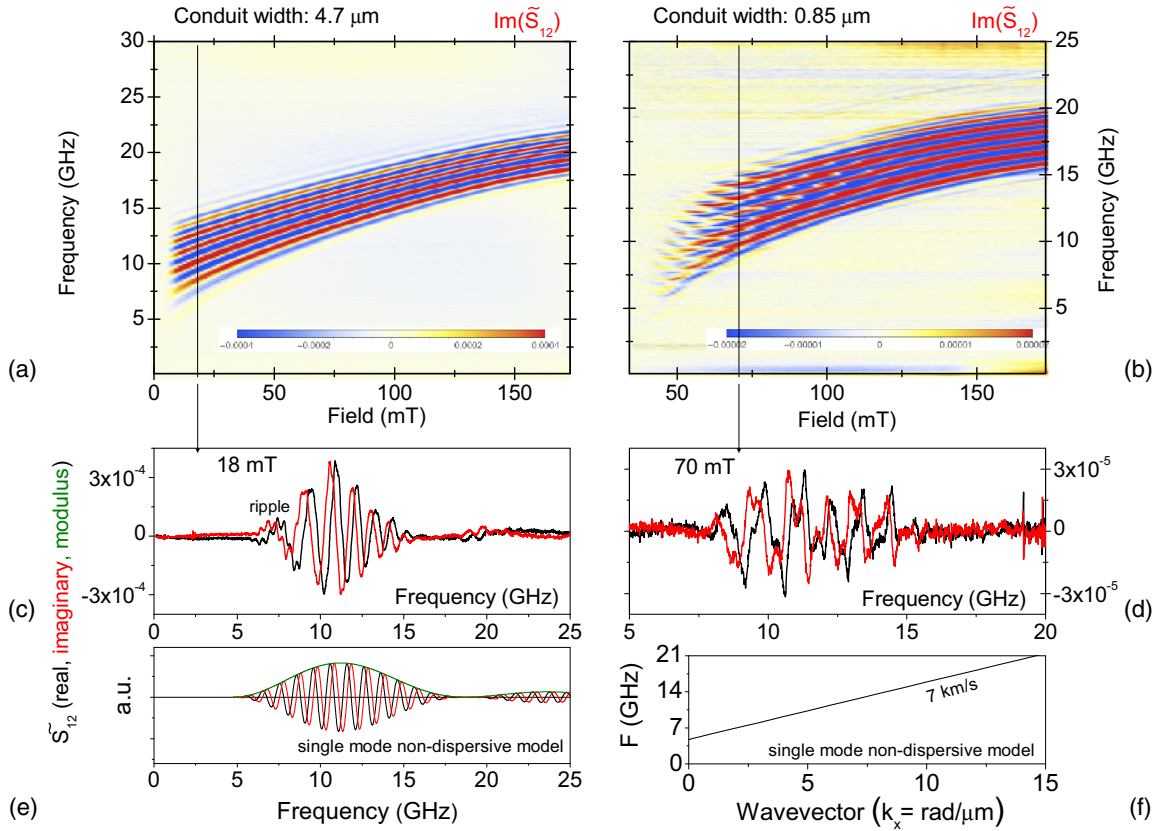 Conduit width: 4.7 μm
Im(S̃₁₂)
Conduit width: 0.85 μm
Im(S̃₁₂)
30
25
20
15
10
5
Frequency (GHz)
−0.0004
−0.0002
0
0.0002
0.0004
0
50
100
150
Field (mT)
(a)
25
20
15
10
5
Frequency (GHz)
−0.00002
−0.00001
0
0.00001
0.00002
50
100
150
Field (mT)
(b)
18 mT
ripple
3x10⁻⁴
0
-3x10⁻⁴
Frequency (GHz)
0 5 10 15 20 25
(c)
70 mT
3x10⁻⁵
0
-3x10⁻⁵
Frequency (GHz)
5 10 15 20
(d)
S̃₁₂ (real, imaginary, modulus)
a.u.
single mode non-dispersive model
0 5 10 15 20 25
Frequency (GHz)
(e)
F (GHz)
21
14
7
0
7 km/s
single mode non-dispersive model
0 5 10 15
Wavevector (kₓ= rad/μm)
(f)